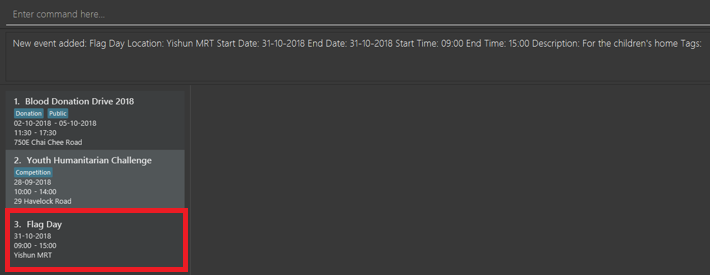 Enter command here...
New event added: Flag Day Location: Yishun MRT Start Date: 31-10-2018 End Date: 31-10-2018 Start Time: 09:00 End Time: 15:00 Description: For the children's home Tags:
1. Blood Donation Drive 2018
Donation Public
02-10-2018 - 05-10-2018
11:30 - 17:30
750E Chai Chee Road
2. Youth Humanitarian Challenge
Competition
28-09-2018
10:00 - 14:00
29 Havelock Road
3. Flag Day
31-10-2018
09:00 - 15:00
Yishun MRT